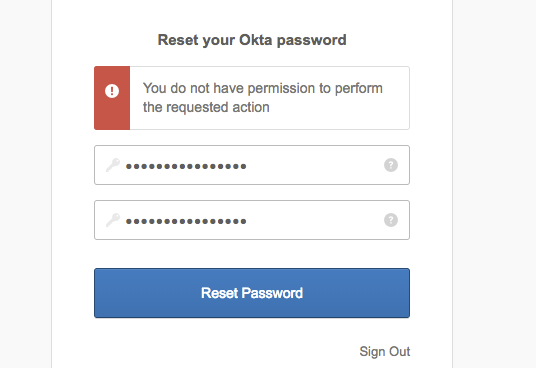 Reset your Okta password
You do not have permission to perform
the requested action
••••••••••••••••
••••••••••••••••
Reset Password
Sign Out